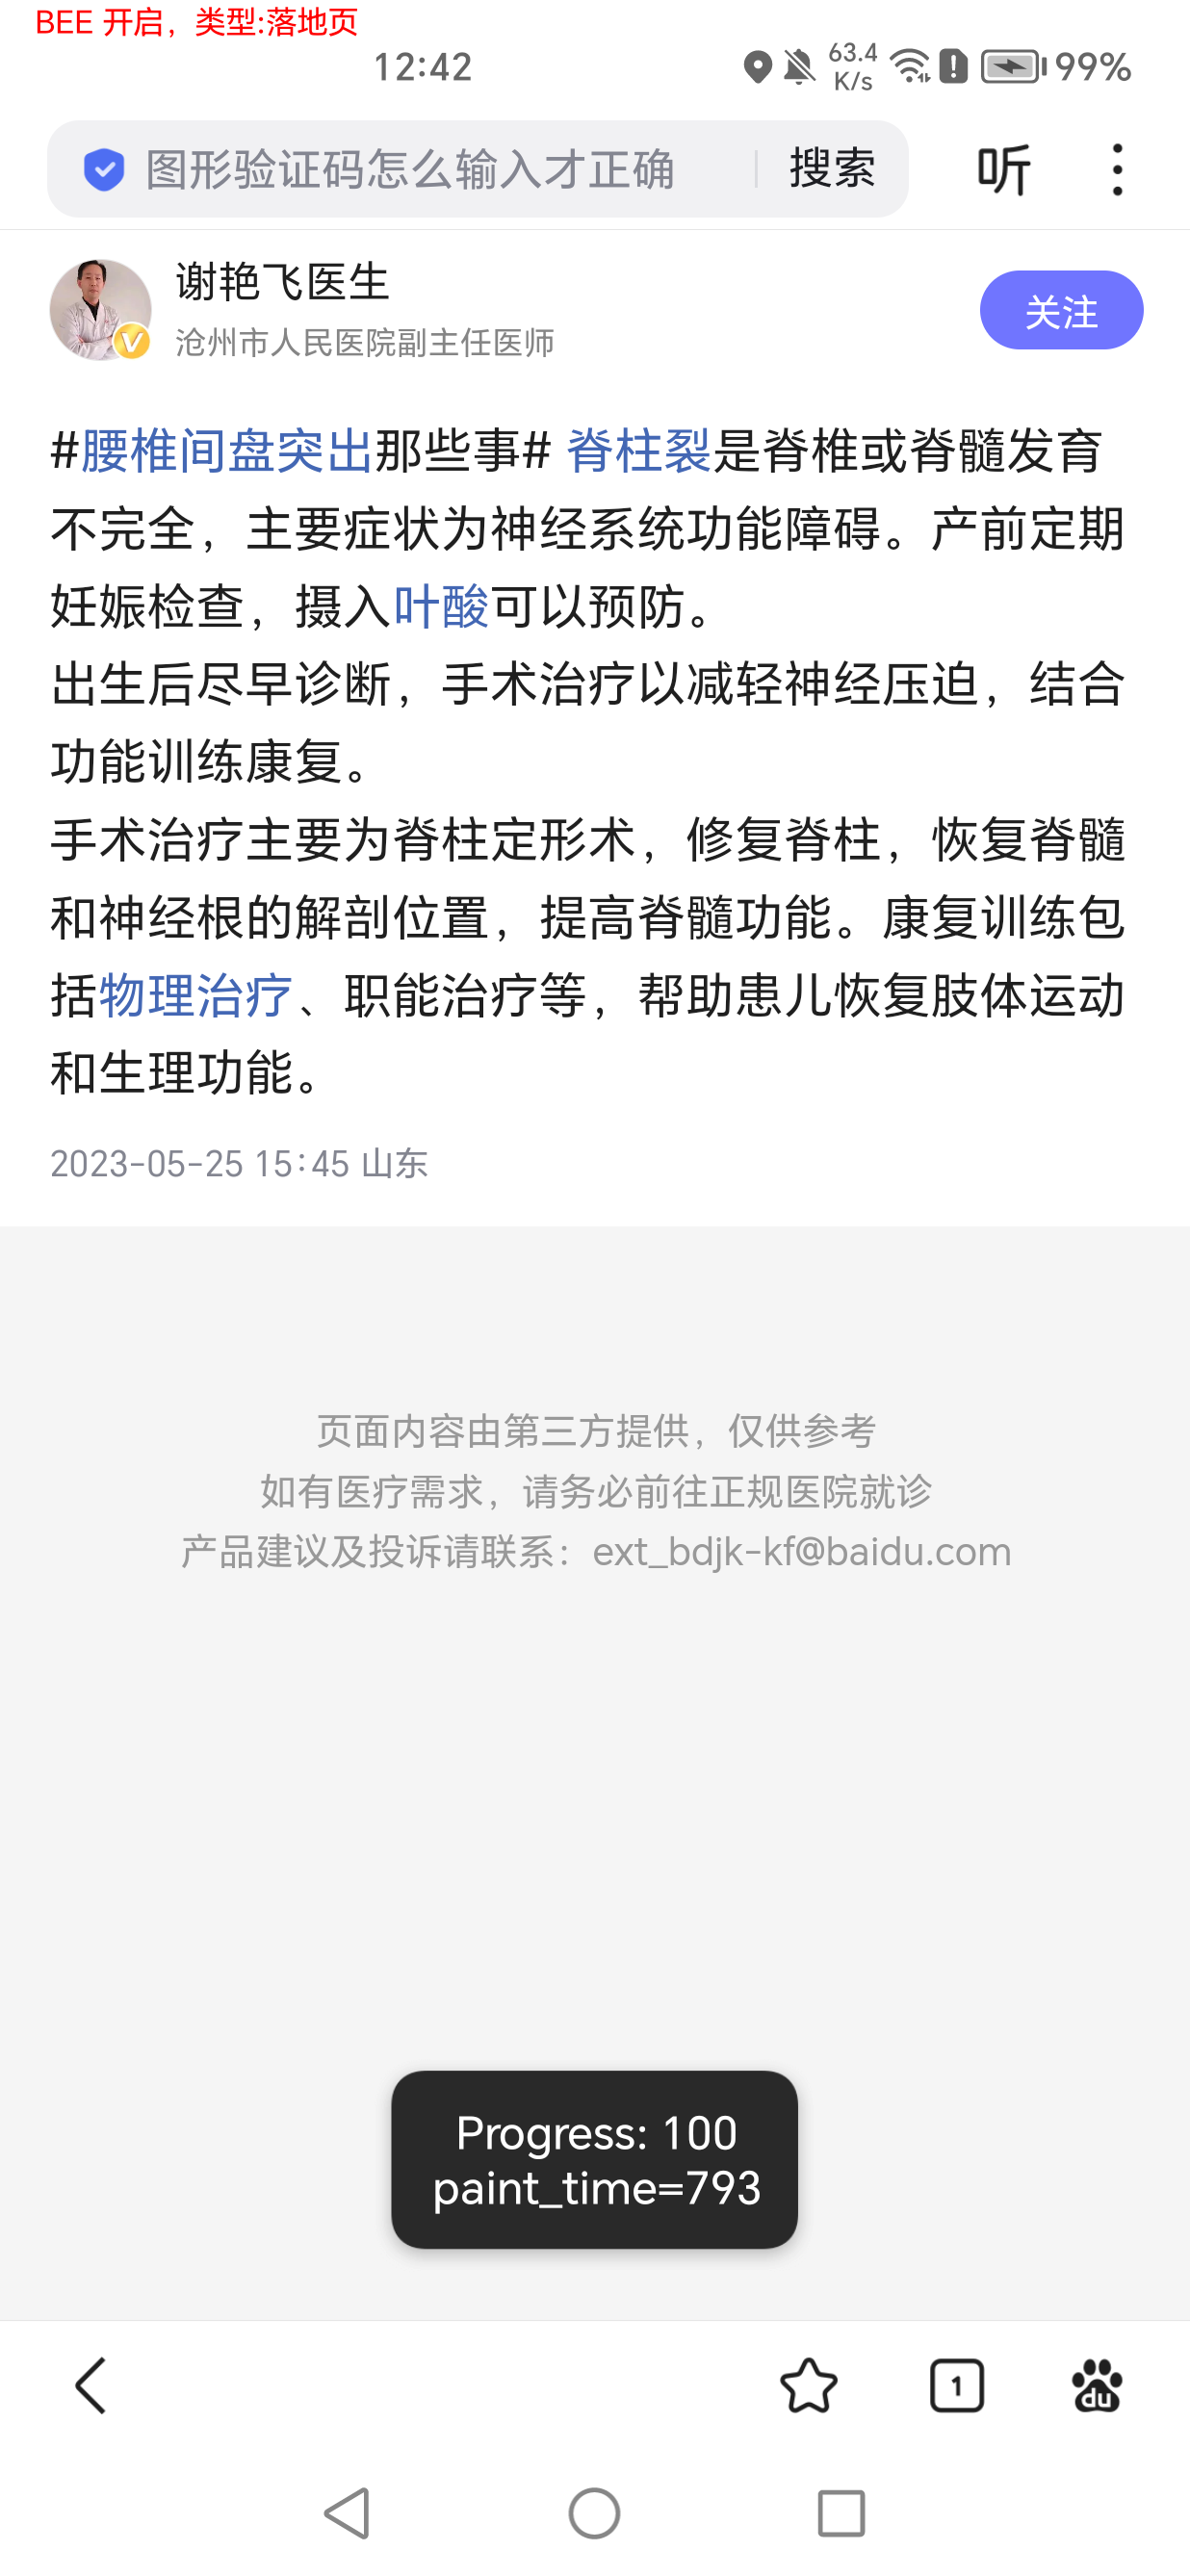 BEE 开启，类型:落地页
12:42
63.4
K/s
99%
图形验证码怎么输入才正确
搜索
听
谢艳飞医生
沧州市人民医院副主任医师
关注
#腰椎间盘突出那些事# 脊柱裂是脊椎或脊髓发育
不完全，主要症状为神经系统功能障碍。产前定期
妊娠检查，摄入叶酸可以预防。
出生后尽早诊断，手术治疗以减轻神经压迫，结合
功能训练康复。
手术治疗主要为脊柱定形术，修复脊柱，恢复脊髓
和神经根的解剖位置，提高脊髓功能。康复训练包
括物理治疗、职能治疗等，帮助患儿恢复肢体运动
和生理功能。
2023-05-25 15:45 山东
页面内容由第三方提供，仅供参考
如有医疗需求，请务必前往正规医院就诊
产品建议及投诉请联系：ext_bdjk-kf@baidu.com
Progress: 100
paint_time=793
1
du